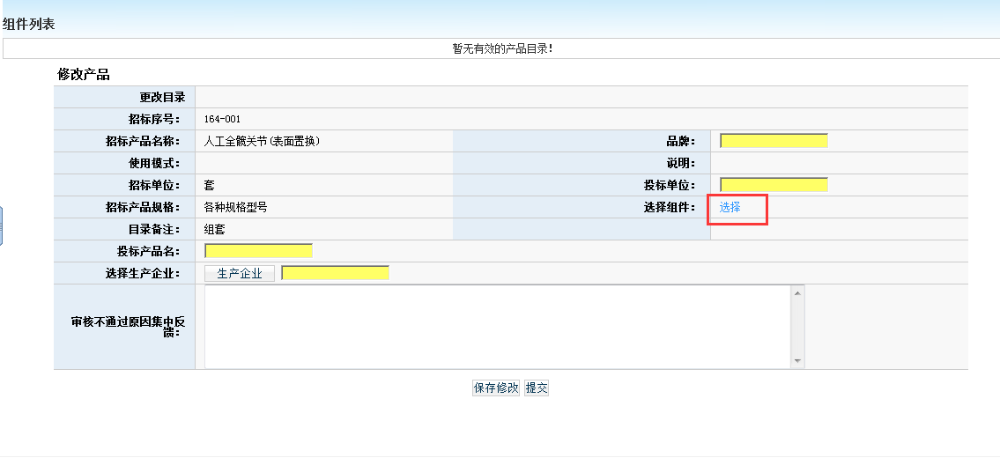 组件列表
暂无有效的产品目录!
修改产品
更改目录
招标序号: 164-001
招标产品名称: 人工全髋关节(表面置换) 品牌:
使用模式: 说明:
招标单位: 套 投标单位:
招标产品规格: 各种规格型号 选择组件: 选择
目录备注: 组套
投标产品名:
选择生产企业: 生产企业
审核不通过原因集中反
馈:
保存修改 提交